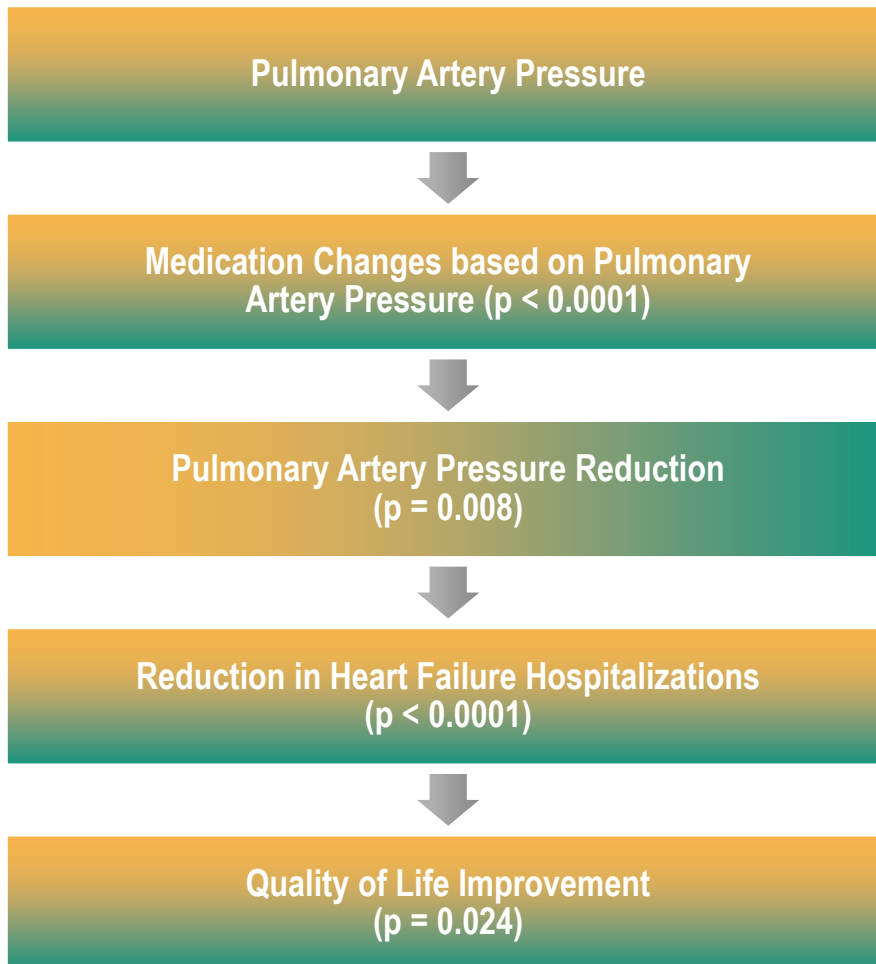 Pulmonary Artery Pressure
Medication Changes based on Pulmonary
Artery Pressure (p < 0.0001)
Pulmonary Artery Pressure Reduction
(p = 0.008)
Reduction in Heart Failure Hospitalizations
(p < 0.0001)
Quality of Life Improvement
(p = 0.024)